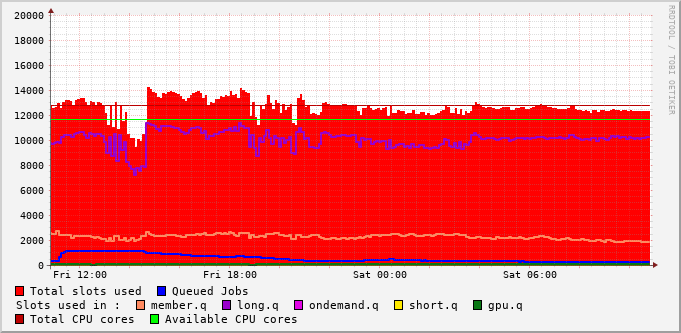 20000
18000
16000
14000
12000
10000
8000
6000
4000
2000
0
RRDTOOL / TOBI OETIKER
Fri 12:00 Fri 18:00 Sat 00:00 Sat 06:00
Total slots used Queued Jobs
Slots used in : member.q long.q ondemand.q short.q gpu.q
Total CPU cores Available CPU cores